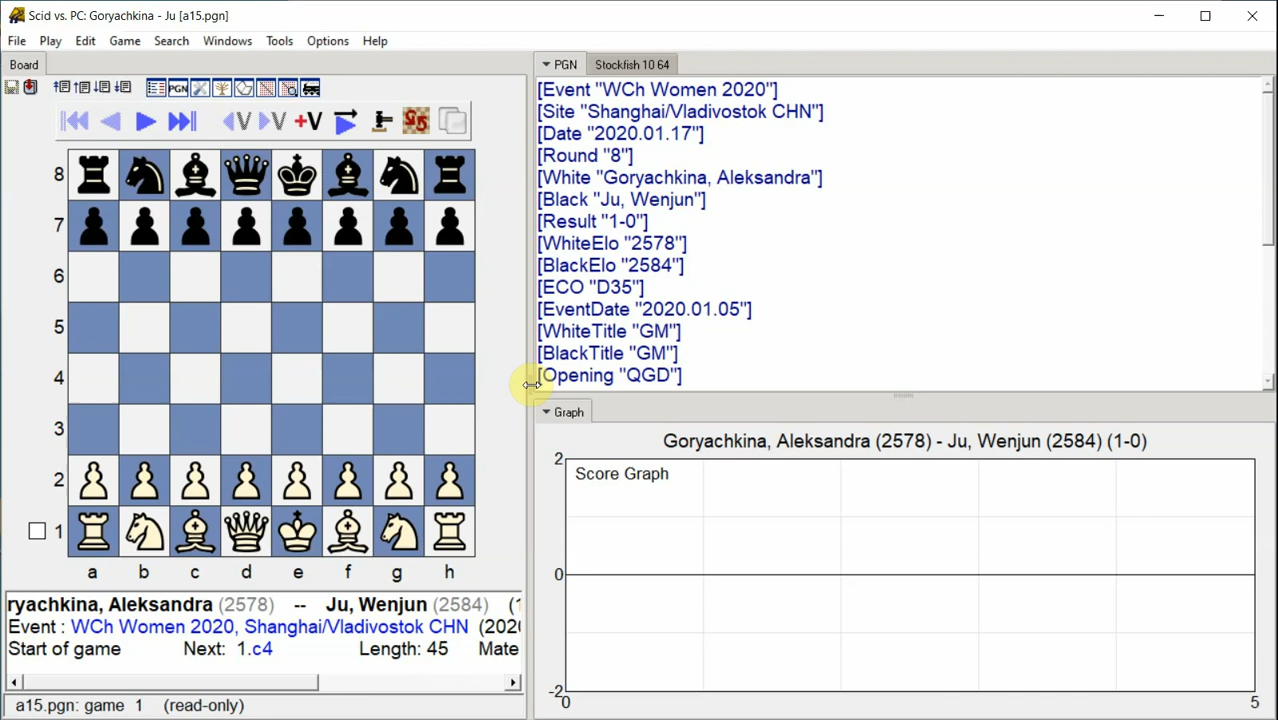 Scid vs. PC: Goryachkina - Ju [a15.pgn]
File Play Edit Game Search Windows Tools Options Help
Board
PGN
V V +V
8
7
6
5
4
3
2
1
a b c d e f g h
ryachkina, Aleksandra (2578) -- Ju, Wenjun (2584) (1
Event : WCh Women 2020, Shanghai/Vladivostok CHN (2020
Start of game Next: 1.c4 Length: 45 Mate
a15.pgn: game 1 (read-only)
PGN Stockfish 10 64
[Event "WCh Women 2020"]
[Site "Shanghai/Vladivostok CHN"]
[Date "2020.01.17"]
[Round "8"]
[White "Goryachkina, Aleksandra"]
[Black "Ju, Wenjun"]
[Result "1-0"]
[WhiteElo "2578"]
[BlackElo "2584"]
[ECO "D35"]
[EventDate "2020.01.05"]
[WhiteTitle "GM"]
[BlackTitle "GM"]
[Opening "QGD"]
Graph
Goryachkina, Aleksandra (2578) - Ju, Wenjun (2584) (1-0)
Score Graph
2
0
-2
0 5